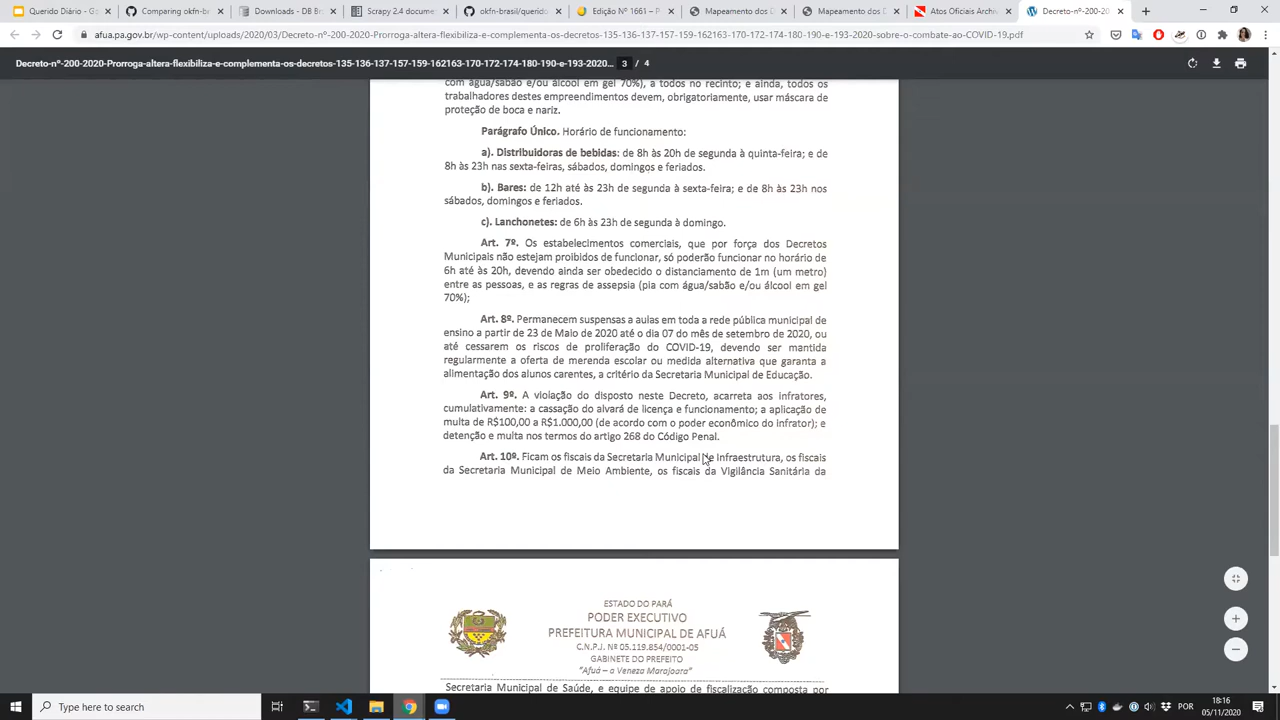 Querido Diário - Gg
Comparing okfn-b
Downloads - DB Br
Scrapy 2.4 docume
okfn-brasil/querido
Edição Nº 1661 – P
Mapeamento dos D
Mapeamento dos D
Atos Oficiais Archiv
Decreto-nº-200-20
afua.pa.gov.br/wp-content/uploads/2020/03/Decreto-nº-200-2020-Prorroga-altera-flexibiliza-e-complementa-os-decretos-135-136-137-157-159-162163-170-172-174-180-190-e-193-2020-sobre-o-combate-ao-COVID-19.pdf
Decreto-nº-200-2020-Prorroga-altera-flexibiliza-e-complementa-os-decretos-135-136-137-157-159-162163-170-172-174-180-190-e-193-2020...
3 / 4
com água/sabão e/ou álcool em gel 70%), a todos no recinto; e ainda, todos os
trabalhadores destes empreendimentos devem, obrigatoriamente, usar máscara de
proteção de boca e nariz.
Parágrafo Único. Horário de funcionamento:
a). Distribuidoras de bebidas: de 8h às 20h de segunda à quinta-feira; e de
8h às 23h nas sexta-feiras, sábados, domingos e feriados.
b). Bares: de 12h até às 23h de segunda à sexta-feira; e de 8h às 23h nos
sábados, domingos e feriados.
c). Lanchonetes: de 6h às 23h de segunda à domingo.
Art. 7º. Os estabelecimentos comerciais, que por força dos Decretos
Municipais não estejam proibidos de funcionar, só poderão funcionar no horário de
6h até às 20h, devendo ainda ser obedecido o distanciamento de 1m (um metro)
entre as pessoas, e as regras de assepsia (pia com água/sabão e/ou álcool em gel
70%);
Art. 8º. Permanecem suspensas a aulas em toda a rede pública municipal de
ensino a partir de 23 de Maio de 2020 até o dia 07 do mês de setembro de 2020, ou
até cessarem os riscos de proliferação do COVID-19, devendo ser mantida
regularmente a oferta de merenda escolar ou medida alternativa que garanta a
alimentação dos alunos carentes, a critério da Secretaria Municipal de Educação.
Art. 9º. A violação do disposto neste Decreto, acarreta aos infratores,
cumulativamente: a cassação do alvará de licença e funcionamento; a aplicação de
multa de R$100,00 a R$1.000,00 (de acordo com o poder econômico do infrator); e
detenção e multa nos termos do artigo 268 do Código Penal.
Art. 10º. Ficam os fiscais da Secretaria Municipal de Infraestrutura, os fiscais
da Secretaria Municipal de Meio Ambiente, os fiscais da Vigilância Sanitária da
ESTADO DO PARÁ
PODER EXECUTIVO
PREFEITURA MUNICIPAL DE AFUÁ
C.N.P.J. Nº 05.119.854/0001-05
GABINETE DO PREFEITO
"Afuá – a Veneza Marajoara"
Secretaria Municipal de Saúde, e equipe de apoio de fiscalização composta por
Type here to search
POR
18:16
05/11/2020